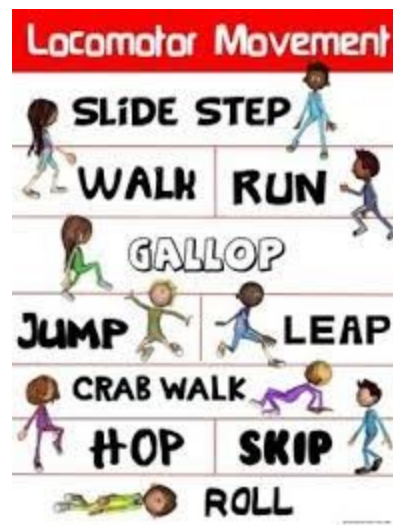 Locomotor Movement
SLiDE STEP
WALK RUN
GALLOP
JUMP LEAP
CRAB WALK
HOP SKIP
ROLL